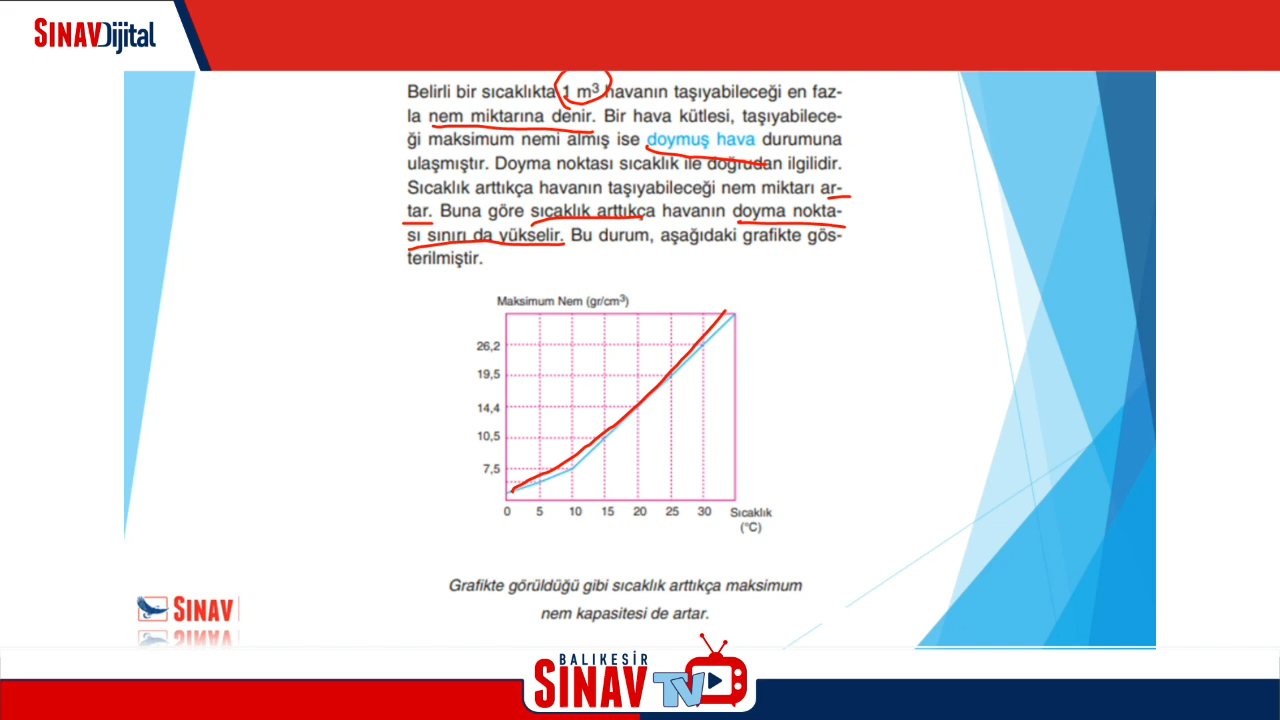 SINAVDijital
Belirli bir sıcaklıkta 1 m³ havanın taşıyabileceği en faz-
la nem miktarına denir. Bir hava kütlesi, taşıyabilece-
ği maksimum nemi almış ise doymuş hava durumuna
ulaşmıştır. Doyma noktası sıcaklık ile doğrudan ilgilidir.
Sıcaklık arttıkça havanın taşıyabileceği nem miktarı ar-
tar. Buna göre sıcaklık arttıkça havanın doyma nokta-
sı sınırı da yükselir. Bu durum, aşağıdaki grafikte gös-
terilmiştir.
Maksimum Nem (gr/cm³)
26,2
19,5
14,4
10,5
7,5
0 5 10 15 20 25 30 Sıcaklık
(°C)
Grafikte görüldüğü gibi sıcaklık arttıkça maksimum
nem kapasitesi de artar.
SINAV
BALIKESİR
SINAV TV